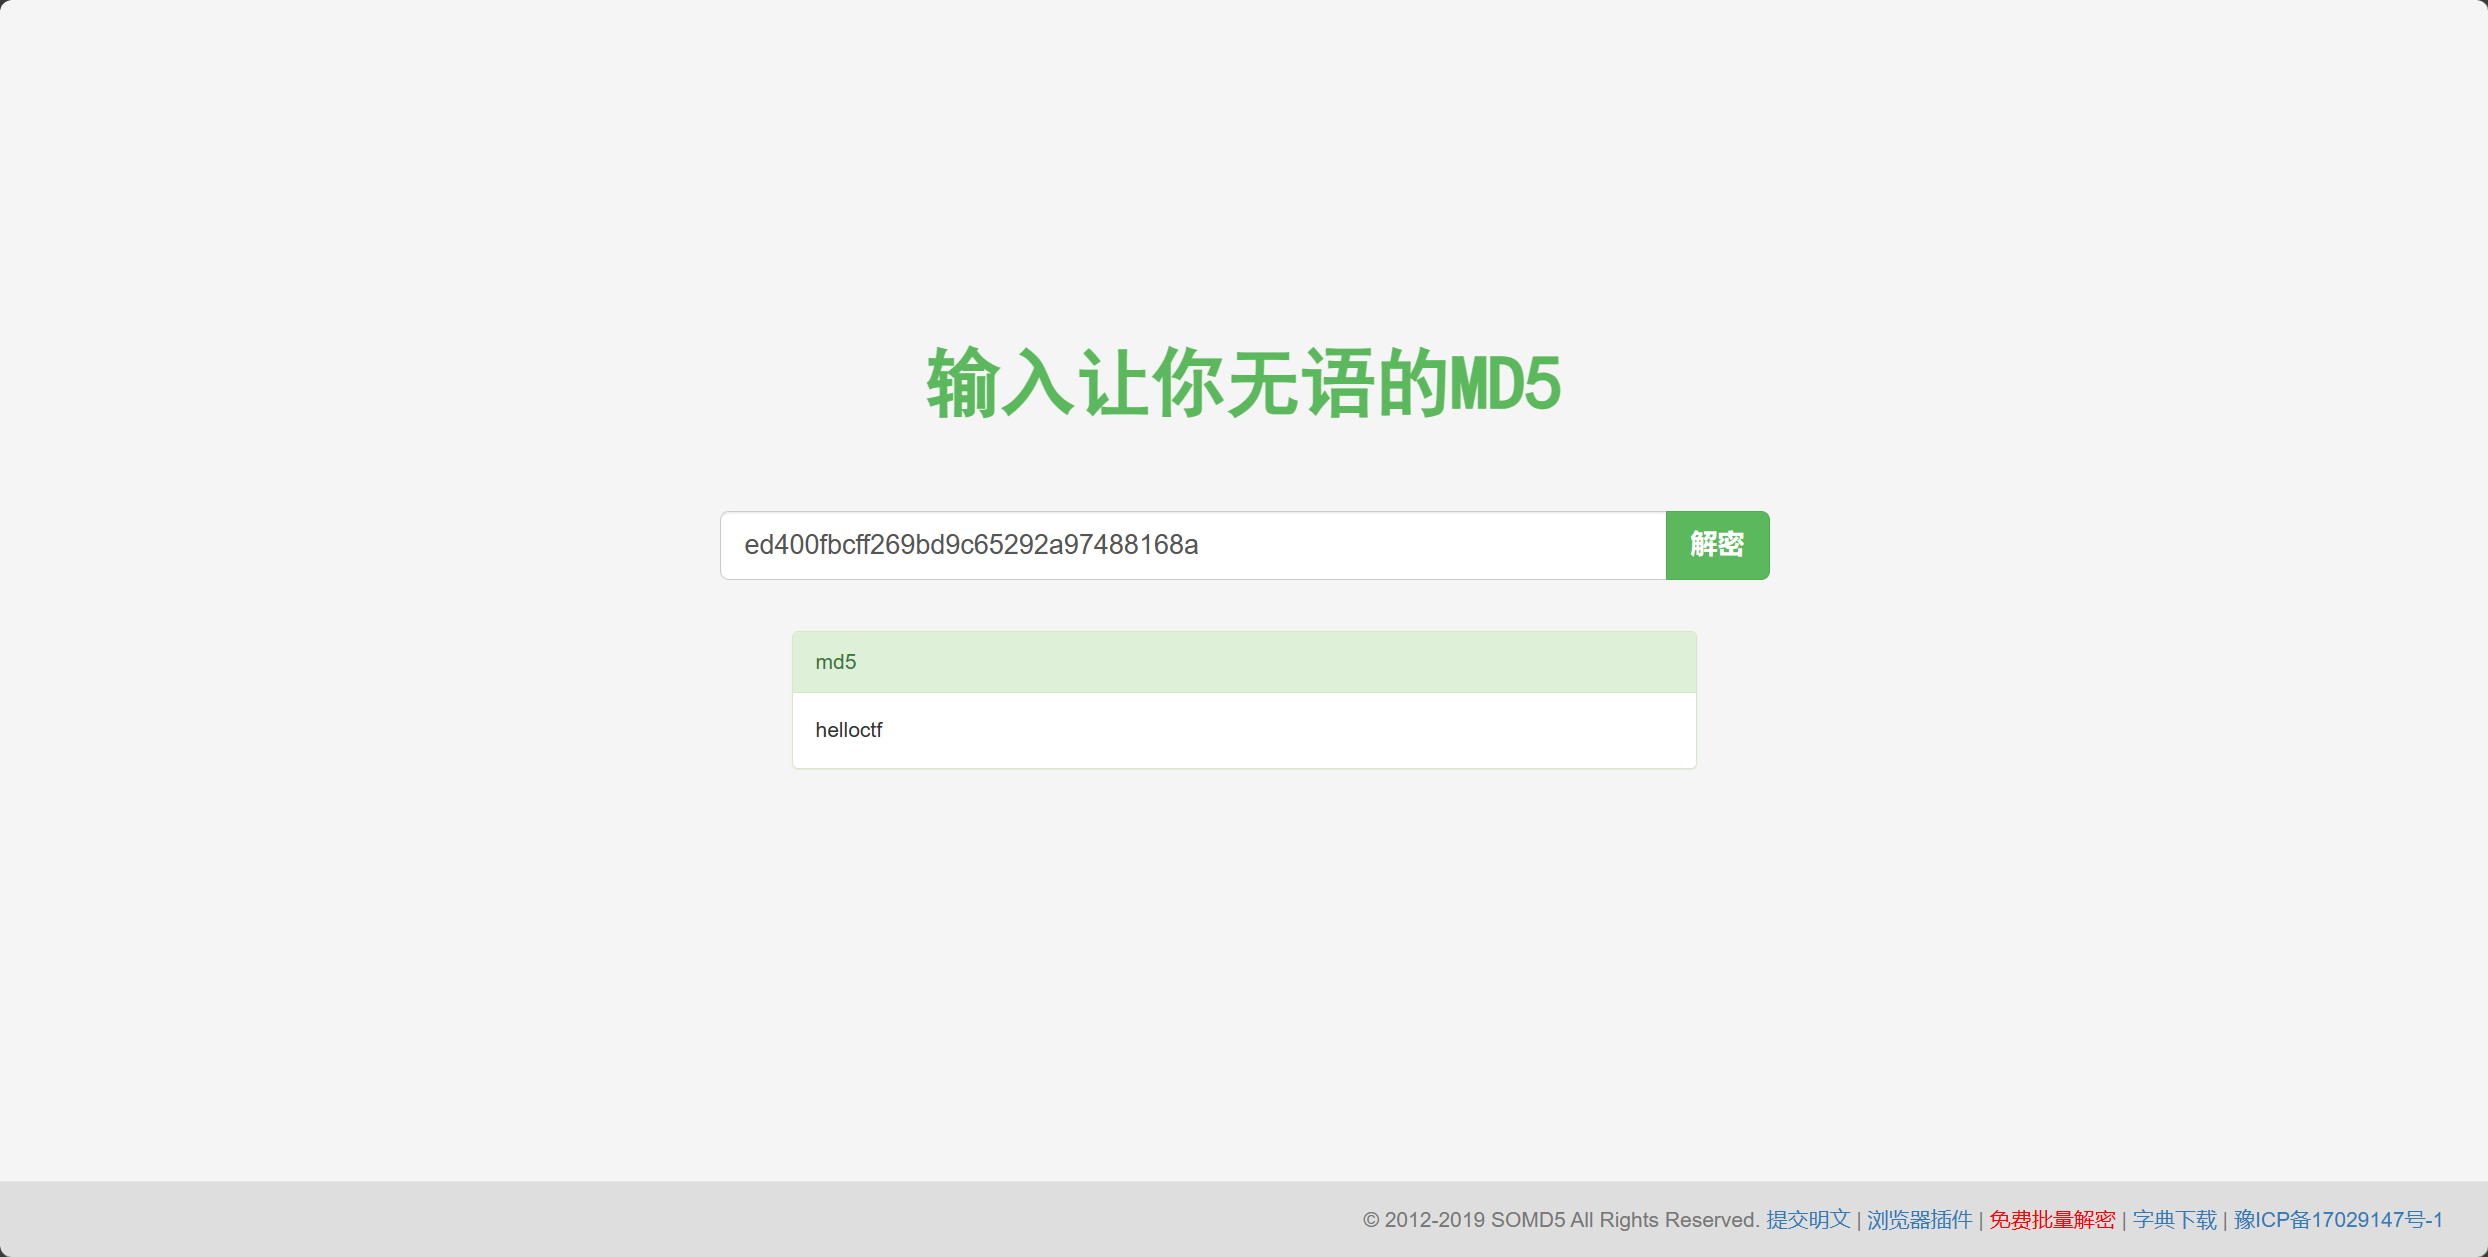 输入让你无语的MD5
ed400fbcff269bd9c65292a97488168a
解密
md5
helloctf
© 2012-2019 SOMD5 All Rights Reserved. 提交明文 | 浏览器插件 | 免费批量解密 | 字典下载 | 豫ICP备17029147号-1